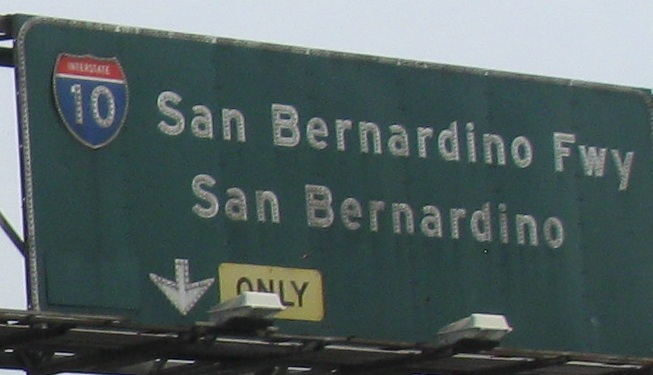 INTERSTATE
10
San Bernardino Fwy
San Bernardino
ONLY